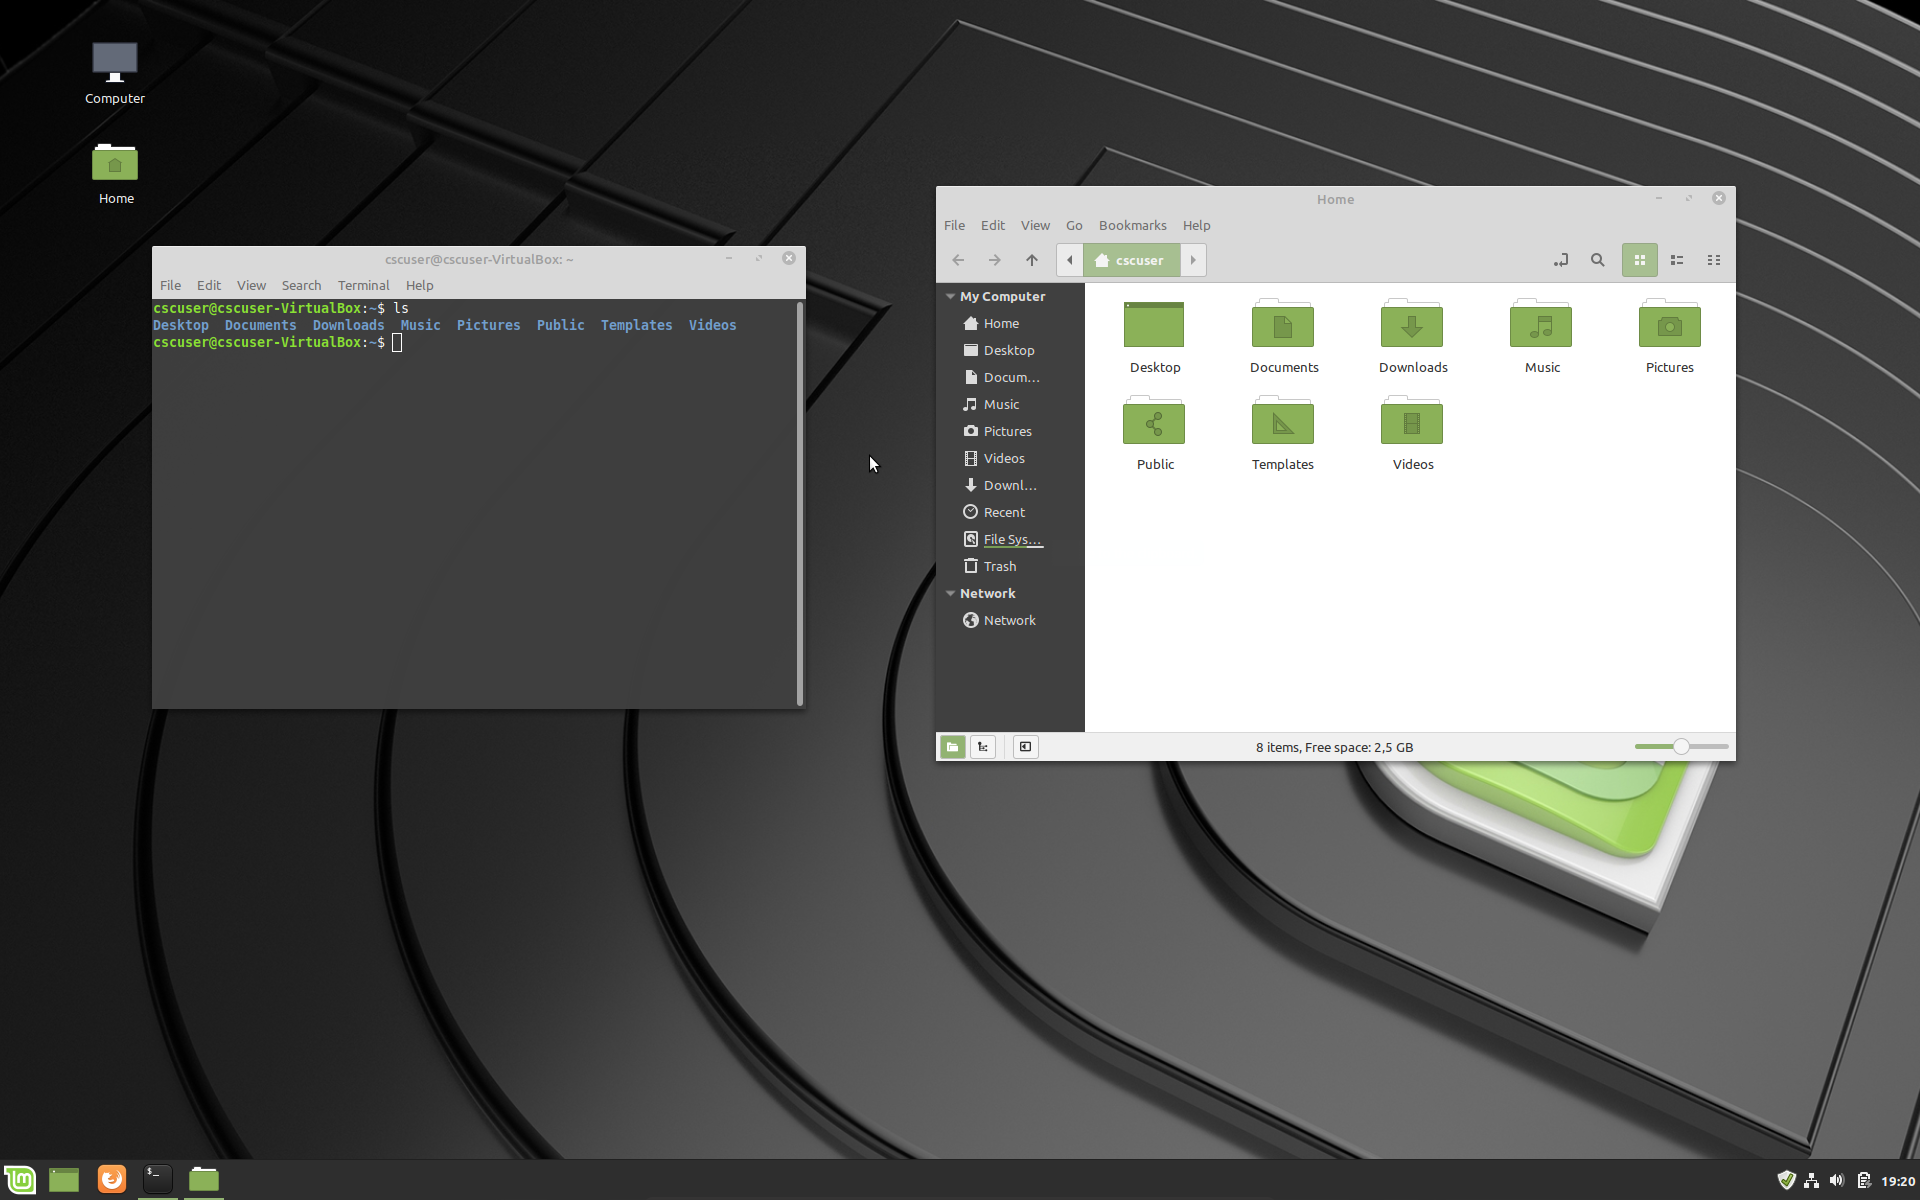 Computer
Home
cscuser@cscuser-VirtualBox: ~
File Edit View Search Terminal Help
cscuser@cscuser-VirtualBox:~$ ls
Desktop Documents Downloads Music Pictures Public Templates Videos
cscuser@cscuser-VirtualBox:~$
Home
File Edit View Go Bookmarks Help
cscuser
My Computer
Home
Desktop
Docum...
Music
Pictures
Videos
Downl...
Recent
File Sys...
Trash
Network
Network
Desktop Documents Downloads Music Pictures
Public Templates Videos
8 items, Free space: 2,5 GB
lm
$_
19:20